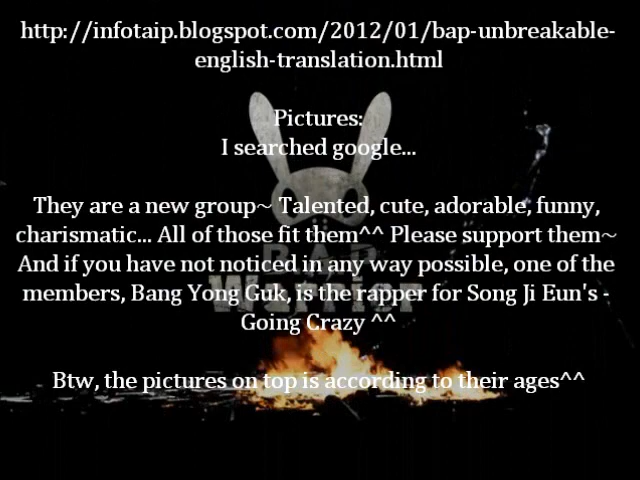 http://infotaip.blogspot.com/2012/01/bap-unbreakable-
english-translation.html
Pictures:
I searched google...
They are a new group~ Talented, cute, adorable, funny,
charismatic... All of those fit them^^ Please support them~
And if you have not noticed in any way possible, one of the
members, Bang Yong Guk, is the rapper for Song Ji Eun's -
Going Crazy ^^
Btw, the pictures on top is according to their ages^^
B.A.P
Warrior